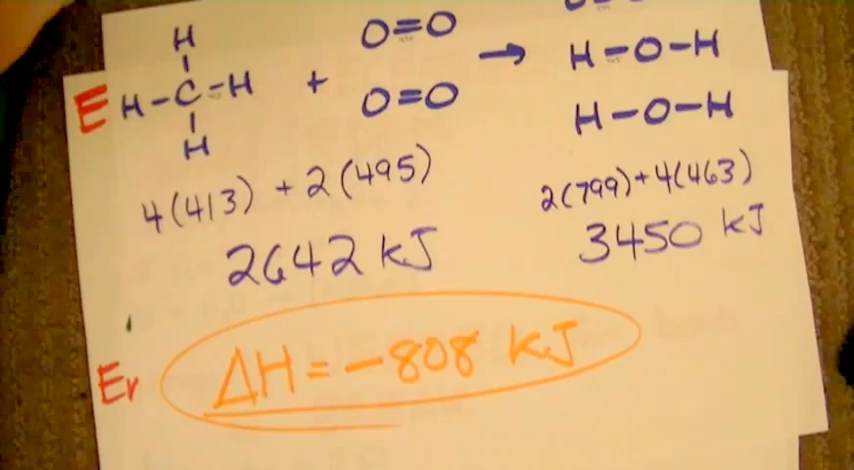 H O=O
H-O-H
E H-C-H + O=O →
H H-O-H
4(413) + 2(495) 2(799)+4(463)
2642 kJ 3450 kJ
Er ΔH = -808 kJ